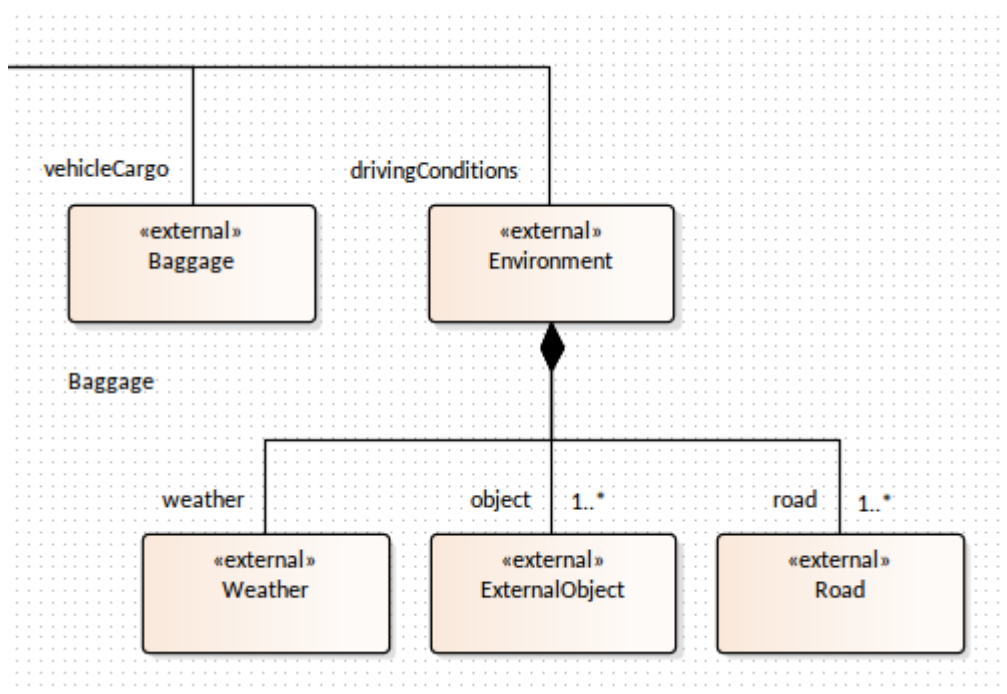 vehicleCargo
drivingConditions
«external»
Baggage
«external»
Environment
Baggage
weather
object
1..*
road
1..*
«external»
Weather
«external»
ExternalObject
«external»
Road